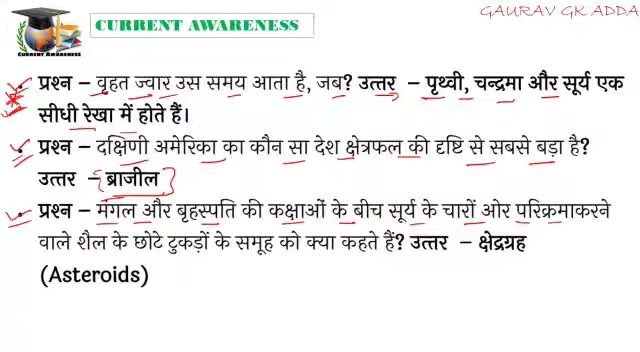 GAURAV GK ADDA
CURRENT AWARENESS
Current Awareness
प्रश्न – वृहत ज्वार उस समय आता है, जब? उत्तर – पृथ्वी, चन्द्रमा और सूर्य एक
सीधी रेखा में होते हैं।
प्रश्न – दक्षिणी अमेरिका का कौन सा देश क्षेत्रफल की दृष्टि से सबसे बड़ा है?
उत्तर – ब्राजील
प्रश्न – मंगल और बृहस्पति की कक्षाओं के बीच सूर्य के चारों ओर परिक्रमाकरने
वाले शैल के छोटे टुकड़ों के समूह को क्या कहते हैं? उत्तर – क्षेद्रग्रह
(Asteroids)